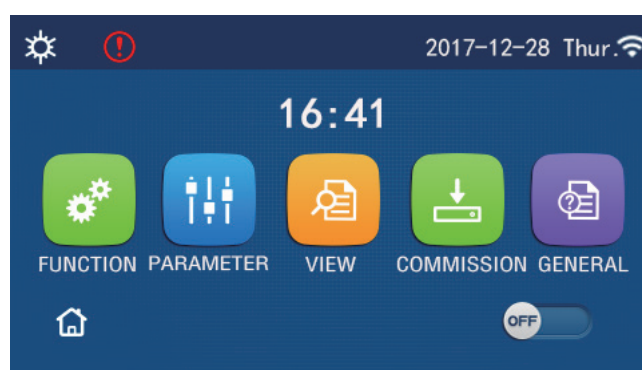 2017-12-28 Thur.
16:41
FUNCTION PARAMETER VIEW COMMISSION GENERAL
OFF